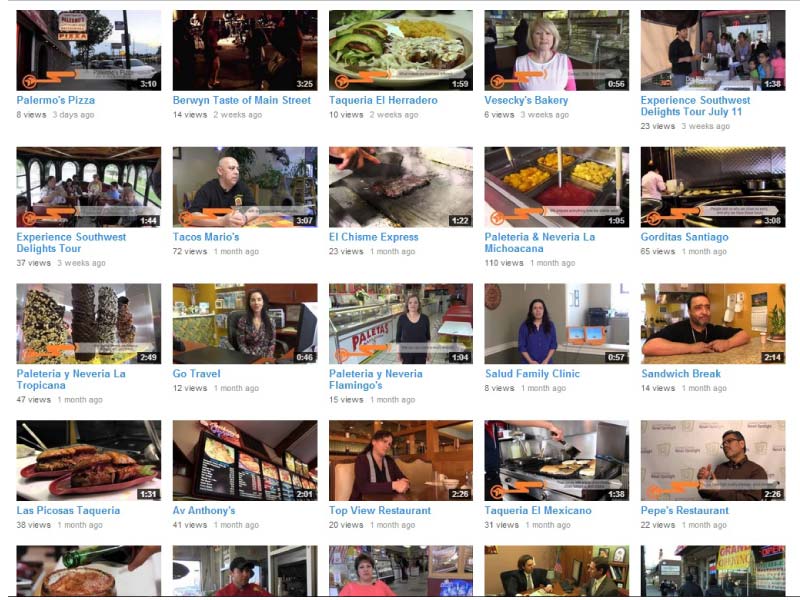 PALERMO'S
PIZZA
3:10
3:25
1:59
0:56
1:38
Palermo's Pizza
8 views 3 days ago
Berwyn Taste of Main Street
14 views 2 weeks ago
Taqueria El Herradero
10 views 2 weeks ago
Vesecky's Bakery
6 views 3 weeks ago
Experience Southwest
Delights Tour July 11
23 views 3 weeks ago
1:44
3:07
1:22
1:05
3:08
Experience Southwest
Delights Tour
37 views 3 weeks ago
Tacos Mario's
72 views 1 month ago
El Chisme Express
23 views 1 month ago
Paleteria & Neveria La
Michoacana
110 views 1 month ago
Gorditas Santiago
65 views 1 month ago
2:49
0:46
PALETAS
1:04
0:57
2:14
Paleteria y Neveria La
Tropicana
47 views 1 month ago
Go Travel
12 views 1 month ago
Paleteria y Neveria
Flamingo's
15 views 1 month ago
Salud Family Clinic
8 views 1 month ago
Sandwich Break
14 views 1 month ago
1:31
2:01
2:26
1:38
2:26
Las Picosas Taqueria
38 views 1 month ago
Av Anthony's
41 views 1 month ago
Top View Restaurant
20 views 1 month ago
Taqueria El Mexicano
31 views 1 month ago
Pepe's Restaurant
22 views 1 month ago
GRAND
OPENING
OPEN